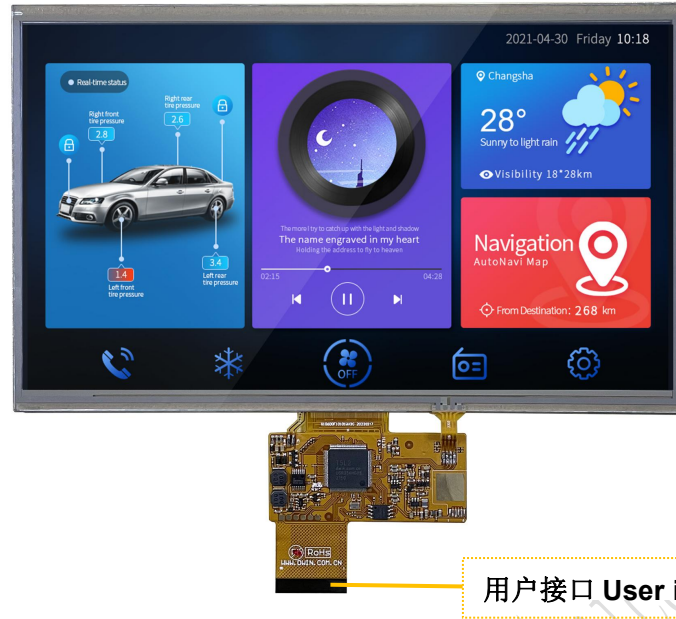 2021-04-30 Friday 10:18
Real-time status
Right front
tire pressure
2.8
Right rear
tire pressure
2.6
1.4
Left front
tire pressure
3.4
Left rear
tire pressure
The more I try to catch up with the light and shadow
The name engraved in my heart
Holding the address to fly to heaven
02:15
04:28
Changsha
28°
Sunny to light rain
Visibility 18*28km
Navigation
AutoNavi Map
From Destination: 268 km
OFF
RoHS
WWW.DWIN.COM.CN
用户接口 User i